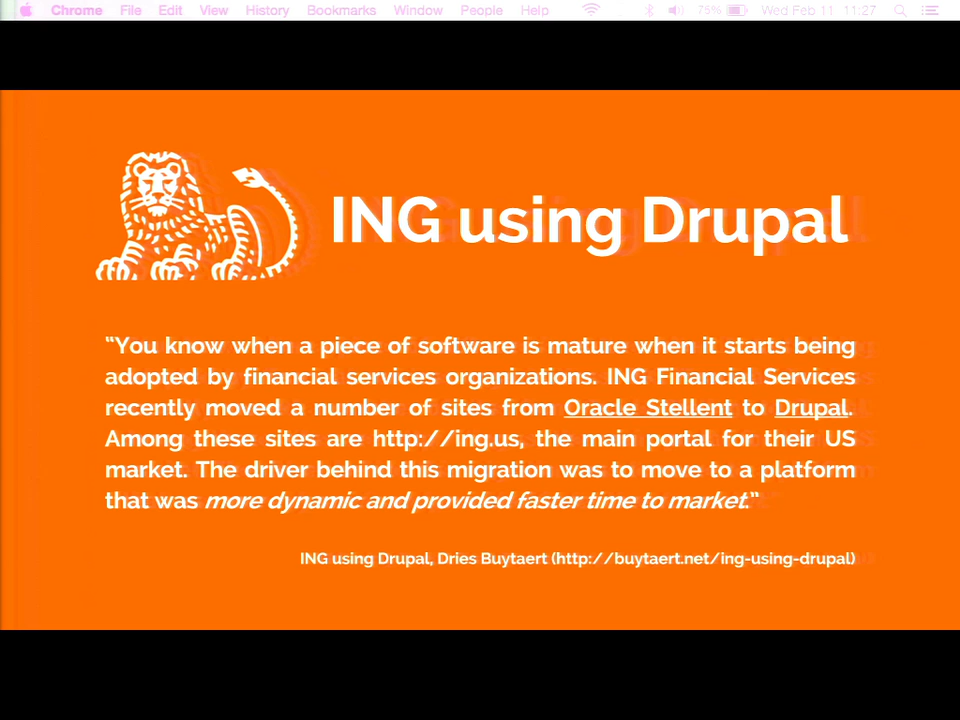 Chrome File Edit View History Bookmarks Window People Help 75% Wed Feb 11 11:27
ING using Drupal
“You know when a piece of software is mature when it starts being
adopted by financial services organizations. ING Financial Services
recently moved a number of sites from Oracle Stellent to Drupal.
Among these sites are http://ing.us, the main portal for their US
market. The driver behind this migration was to move to a platform
that was more dynamic and provided faster time to market.”
ING using Drupal, Dries Buytaert (http://buytaert.net/ing-using-drupal)